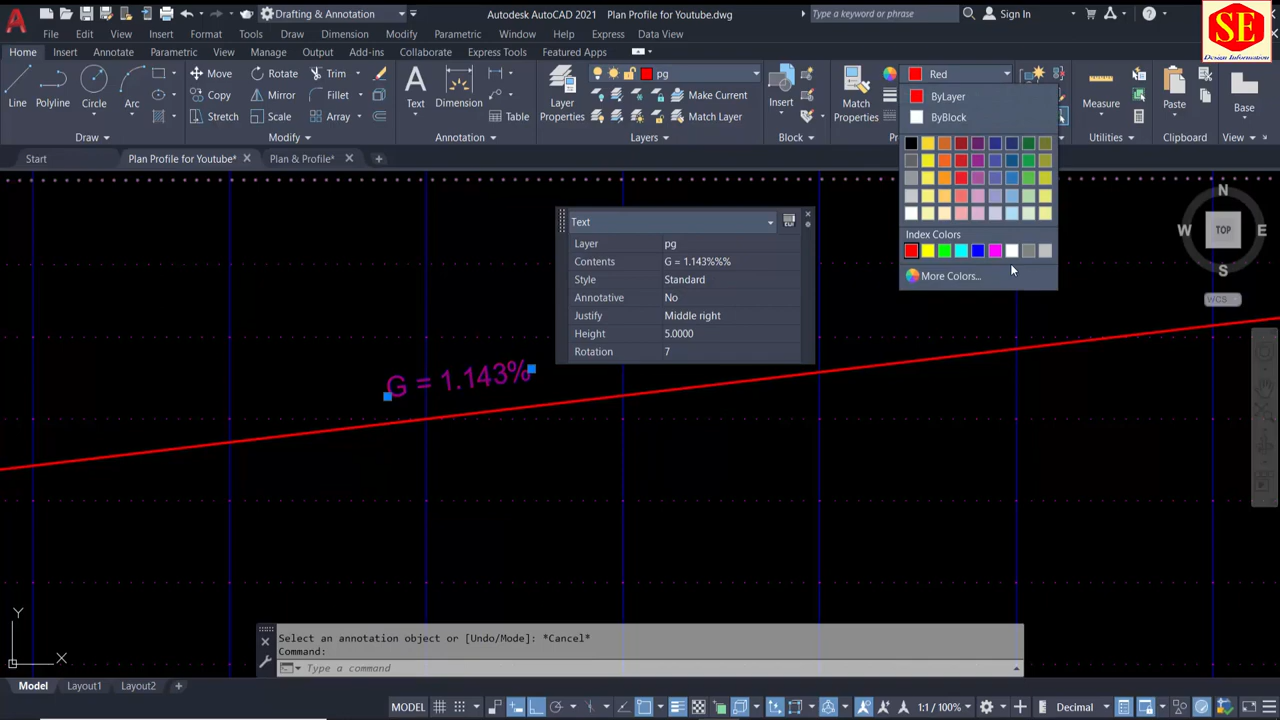 Drafting & Annotation
Autodesk AutoCAD 2021 Plan Profile for Youtube.dwg
Type a keyword or phrase
Sign In
SE
Design Information
File Edit View Insert Format Tools Draw Dimension Modify Parametric Window Help Express Data View
Home Insert Annotate Parametric View Manage Output Add-ins Collaborate Express Tools Featured Apps
Line Polyline Circle Arc
Move Rotate Trim
Copy Mirror Fillet
Stretch Scale Array
Text Dimension Table
Layer Properties
pg
Make Current
Match Layer
Insert
Match Properties
Red
Measure
Paste
Base
Draw Modify Annotation Layers Block Utilities Clipboard View
ByLayer
ByBlock
Index Colors
More Colors...
Start Plan Profile for Youtube* Plan & Profile*
Text
Layer pg
Contents G = 1.143%%%
Style Standard
Annotative No
Justify Middle right
Height 5.0000
Rotation 7
N
W TOP E
S
WCS
G = 1.143%
Y
X
Select an annotation object or [Undo/Mode]: *Cancel*
Command:
Type a command
Model Layout1 Layout2
MODEL 1:1 / 100% Decimal